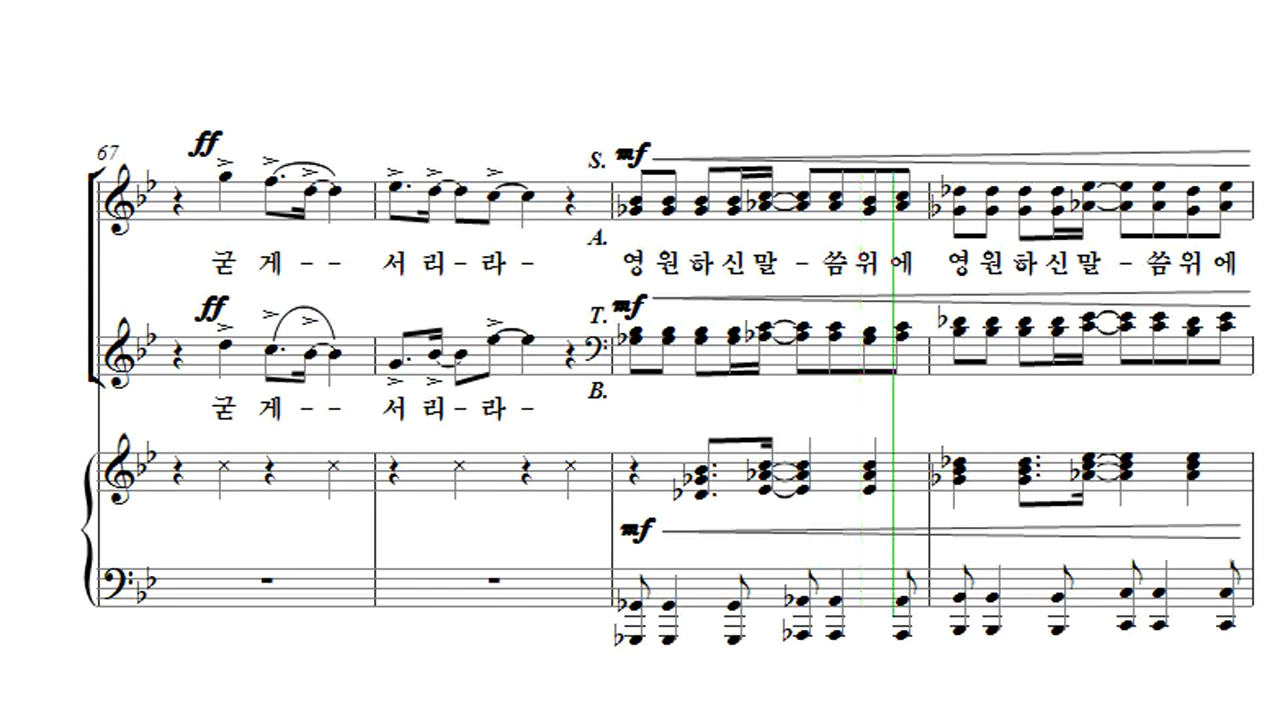 67
ff
S. mf
A.
굳 게 - - 서 리 - 라 - 영 원 하 신 말 - 씀 위 에 영 원 하 신 말 - 씀 위 에
ff
T. mf
B.
굳 게 - - 서 리 - 라 -
mf